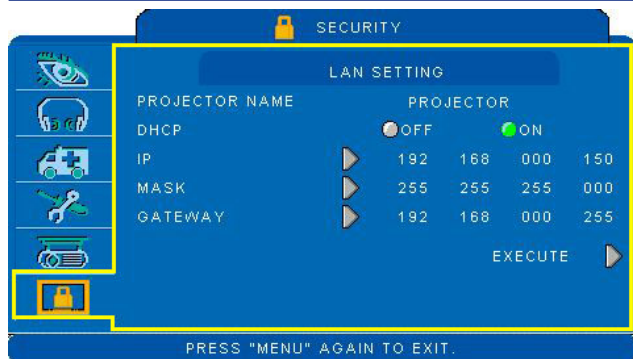 SECURITY
LAN SETTING
PROJECTOR NAME PROJECTOR
DHCP OFF ON
IP 192 168 000 150
MASK 255 255 255 000
GATEWAY 192 168 000 255
EXECUTE
PRESS "MENU" AGAIN TO EXIT.